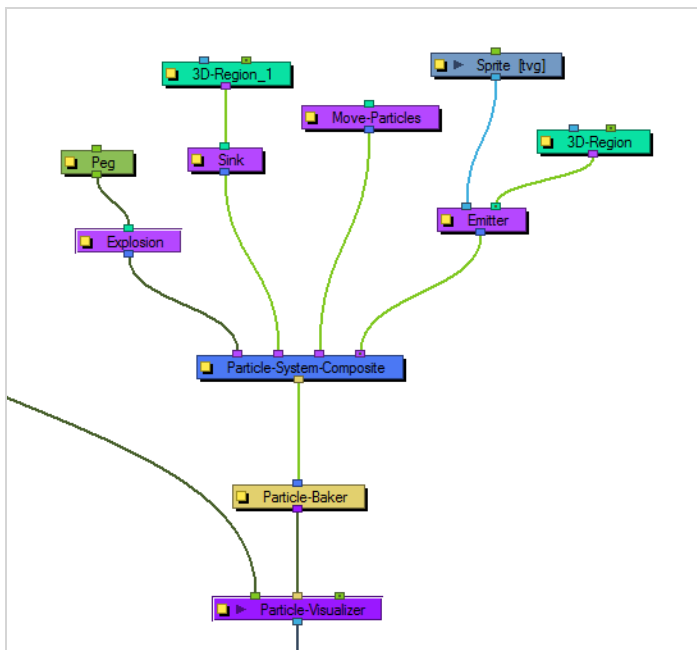 3D-Region_1
Sprite [tvg]
Move-Particles
3D-Region
Peg
Sink
Emitter
Explosion
Particle-System-Composite
Particle-Baker
Particle-Visualizer